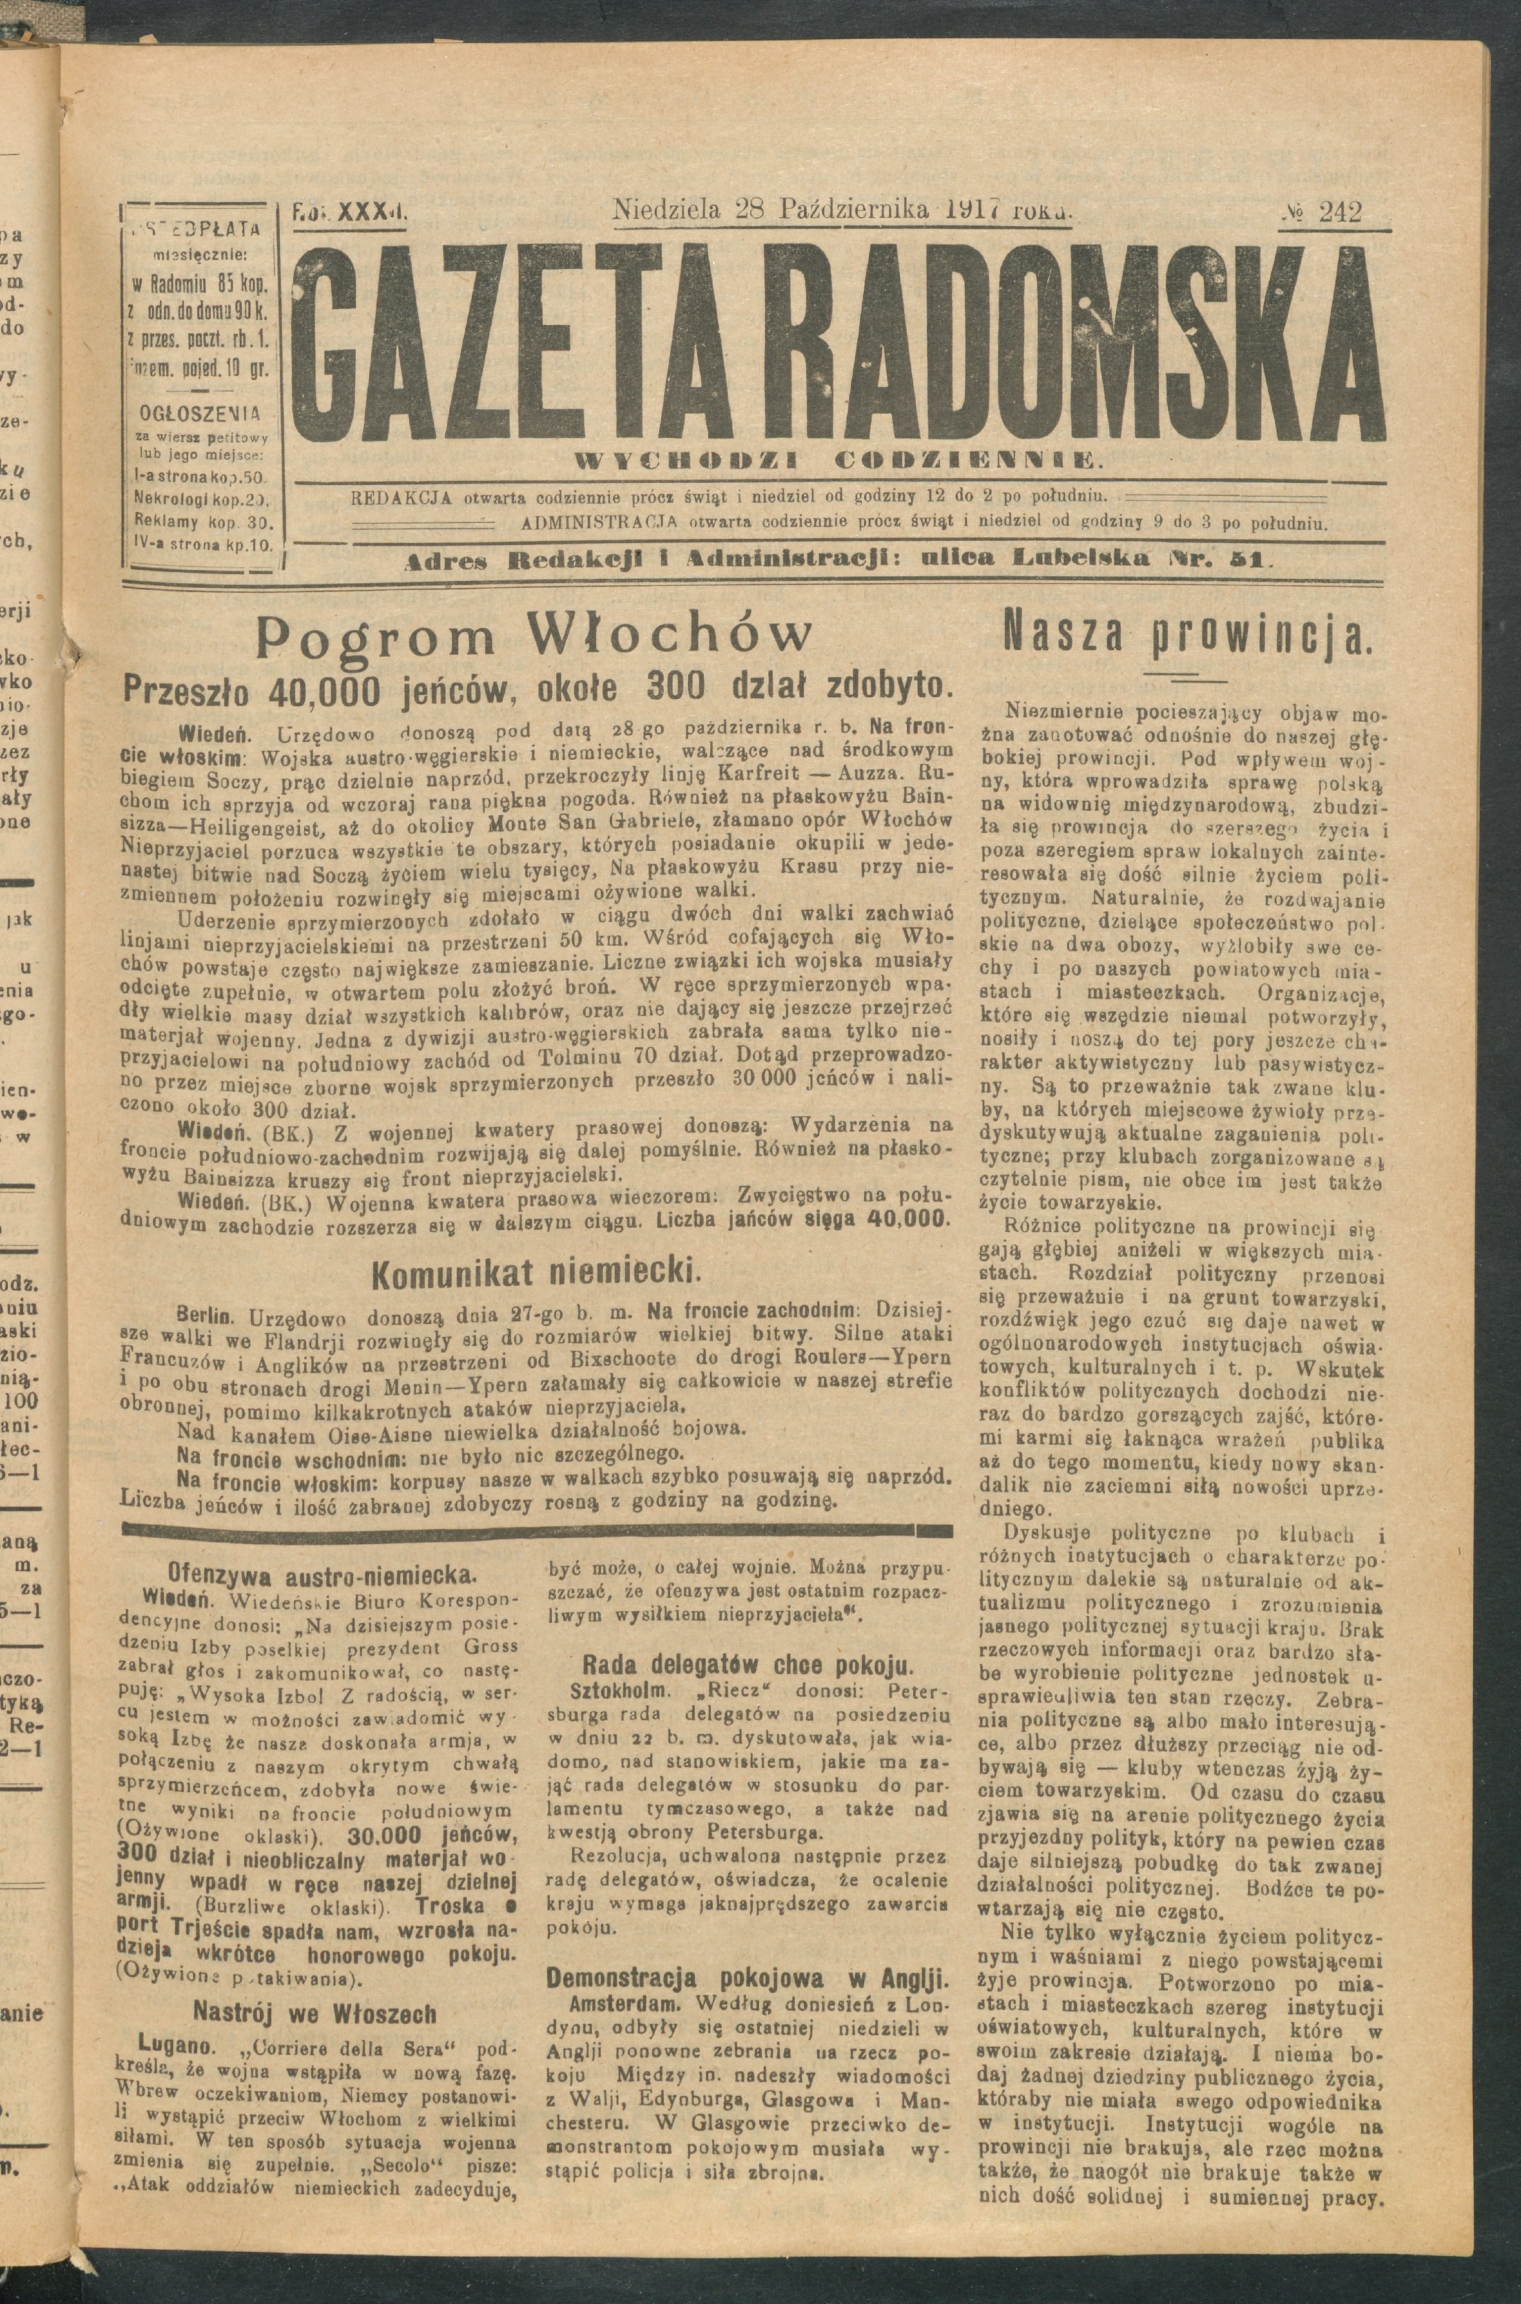 PRZEDPŁATA
miesięcznie:
w Radomiu 85 kop.
z odn. do domu 90 k.
z przes. poczt. rb. 1.
pojed. 10 gr.
OGŁOSZENIA
za wiersz petitowy
lub jego miejsce:
I-a strona kop. 50.
Nekrologi kop. 20.
Reklamy kop. 30.
IV-a strona kp. 10.
Niedziela 28 Października 1917 roku.
№ 242
GAZETA RADOMSKA
WYCHODZI CODZIENNIE.
REDAKCJA otwarta codziennie prócz świąt i niedziel od godziny 12 do 2 po południu.
ADMINISTRACJA otwarta codziennie prócz świąt i niedziel od godziny 9 do 3 po południu.
Adres Redakcji i Administracji: ulica Lubelska Nr. 51.
Pogrom Włochów
Przeszło 40,000 jeńców, okołe 300 dział zdobyto.
Wiedeń. Urzędowo donoszą pod datą 28 go października r. b. Na fron-
cie włoskim: Wojska austro-węgierskie i niemieckie, walczące nad środkowym
biegiem Soczy, prąc dzielnie naprzód, przekroczyły linję Karfreit — Auzza. Ru-
chom ich sprzyja od wczoraj rana piękna pogoda. Również na płaskowyżu Bain-
sizza—Heiligengeist, aż do okolicy Monte San Gabriele, złamano opór Włochów
Nieprzyjaciel porzuca wszystkie te obszary, których posiadanie okupili w jede-
nastej bitwie nad Soczą życiem wielu tysięcy, Na płaskowyżu Krasu przy nie-
zmiennem położeniu rozwinęły się miejscami ożywione walki.
Uderzenie sprzymierzonych zdołało w ciągu dwóch dni walki zachwiać
linjami nieprzyjacielskiemi na przestrzeni 50 km. Wśród cofających się Wło-
chów powstaje często największe zamieszanie. Liczne związki ich wojska musiały
odcięte zupełnie, w otwartem polu złożyć broń. W ręce sprzymierzonych wpa-
dły wielkie masy dział wszystkich kalibrów, oraz nie dający się jeszcze przejrzeć
materjał wojenny. Jedna z dywizji austro-węgierskich zabrała sama tylko nie-
przyjacielowi na południowy zachód od Tolminu 70 dział. Dotąd przeprowadzo-
no przez miejsce zborne wojsk sprzymierzonych przeszło 30 000 jeńców i nali-
czono około 300 dział.
Wiedeń. (BK.) Z wojennej kwatery prasowej donoszą: Wydarzenia na
froncie południowo-zachodnim rozwijają się dalej pomyślnie. Również na płasko-
wyżu Bainsizza kruszy się front nieprzyjacielski.
Wiedeń. (BK.) Wojenna kwatera prasowa wieczorem: Zwycięstwo na połu-
dniowym zachodzie rozszerza się w dalszym ciągu. Liczba jańców sięga 40,000.
Komunikat niemiecki.
Berlin. Urzędowo donoszą dnia 27-go b. m. Na froncie zachodnim: Dzisiej-
sze walki we Flandrji rozwinęły się do rozmiarów wielkiej bitwy. Silne ataki
Francuzów i Anglików na przestrzeni od Bixschoote do drogi Roulers—Ypern
i po obu stronach drogi Menin—Ypern załamały się całkowicie w naszej strefie
obronnej, pomimo kilkakrotnych ataków nieprzyjaciela.
Nad kanałem Oise-Aisne niewielka działalność bojowa.
Na froncie wschodnim: nie było nic szczególnego.
Na froncie włoskim: korpusy nasze w walkach szybko posuwają się naprzód.
Liczba jeńców i ilość zabranej zdobyczy rosną z godziny na godzinę.
Ofenzywa austro-niemiecka.
Wiedeń. Wiedeńskie Biuro Korespon-
dencyjne donosi: „Na dzisiejszym posie-
dzeniu Izby poselkiej prezydent Gross
zabrał głos i zakomunikował, co nastę-
puję: „Wysoka Izbo! Z radością, w ser-
cu jestem w możności zawiadomić wy-
soką Izbę że nasza doskonała armja, w
połączeniu z naszym okrytym chwałą
sprzymierzeńcem, zdobyła nowe świe-
tne wyniki na froncie południowym
(Ożywione oklaski). 30.000 jeńców,
300 dział i nieobliczalny materjał wo-
jenny wpadł w ręce naszej dzielnej
armji. (Burzliwe oklaski). Troska o
port Trjeście spadła nam, wzrosła na-
dzieja wkrótce honorowego pokoju.
(Ożywione potakiwania).
Nastrój we Włoszech
Lugano. „Corriere della Sera“ pod-
kreśla, że wojna wstąpiła w nową fazę.
Wbrew oczekiwaniom, Niemcy postanowi-
li wystąpić przeciw Włochom z wielkimi
siłami. W ten sposób sytuacja wojenna
zmienia się zupełnie. „Secolo“ pisze:
„Atak oddziałów niemieckich zadecyduje,
być może, o całej wojnie. Można przypu-
szczać, że ofenzywa jest ostatnim rozpacz-
liwym wysiłkiem nieprzyjaciela“.
Rada delegatów chce pokoju.
Sztokholm. „Riecz“ donosi: Peter-
sburga rada delegatów na posiedzeniu
w dniu 22 b. m. dyskutowała, jak wia-
domo, nad stanowiskiem, jakie ma za-
jąć rada delegatów w stosunku do par-
lamentu tymczasowego, a także nad
kwestją obrony Petersburga.
Rezolucja, uchwalona następnie przez
radę delegatów, oświadcza, że ocalenie
kraju wymaga jaknajprędszego zawarcia
pokoju.
Demonstracja pokojowa w Anglji.
Amsterdam. Według doniesień z Lon-
dynu, odbyły się ostatniej niedzieli w
Anglji ponowne zebrania na rzecz po-
koju Między in. nadeszły wiadomości
z Walji, Edynburga, Glasgowa i Man-
chesteru. W Glasgowie przeciwko de-
monstrantom pokojowym musiała wy-
stąpić policja i siła zbrojna.
Nasza prowincja.
Niezmiernie pocieszający objaw mo-
żna zanotować odnośnie do naszej głę-
bokiej prowincji. Pod wpływem woj-
ny, która wprowadziła sprawę polską
na widownię międzynarodową, zbudzi-
ła się prowincja do szerszego życia i
poza szeregiem spraw lokalnych zainte-
resowała się dość silnie życiem poli-
tycznym. Naturalnie, że rozdwajanie
polityczne, dzielące społeczeństwo pol-
skie na dwa obozy, wyżłobiły swe ce-
chy i po naszych powiatowych mia-
stach i miasteczkach. Organizacje,
które się wszędzie niemal potworzyły,
nosiły i noszą do tej pory jeszcze cha-
rakter aktywistyczny lub pasywistycz-
ny. Są to przeważnie tak zwane klu-
by, na których miejscowe żywioły prze-
dyskutywują aktualne zaganienia poli-
tyczne; przy klubach zorganizowane są
czytelnie pism, nie obce im jest także
życie towarzyskie.
Różnice polityczne na prowincji się
gają głębiej aniżeli w większych mia-
stach. Rozdział polityczny przenosi
się przeważnie i na grunt towarzyski,
rozdźwięk jego czuć się daje nawet w
ogólnonarodowych instytucjach oświa-
towych, kulturalnych i t. p. Wskutek
konfliktów politycznych dochodzi nie-
raz do bardzo gorszących zajść, które-
mi karmi się łaknąca wrażeń publika
aż do tego momentu, kiedy nowy skan-
dalik nie zaciemni siłą nowości uprze-
dniego.
Dyskusje polityczne po klubach i
różnych instytucjach o charakterze po-
litycznym dalekie są naturalnie od ak-
tualizmu politycznego i zrozumienia
jasnego politycznej sytuacji kraju. Brak
rzeczowych informacji oraz bardzo sła-
be wyrobienie polityczne jednostek u-
sprawiedliwia ten stan rzęczy. Zebra-
nia polityczne są albo mało interesują-
ce, albo przez dłuższy przeciąg nie od-
bywają się — kluby wtenczas żyją ży-
ciem towarzyskim. Od czasu do czasu
zjawia się na arenie politycznego życia
przyjezdny polityk, który na pewien czas
daje silniejszą pobudkę do tak zwanej
działalności politycznej. Bodźce te po-
wtarzają się nie często.
Nie tylko wyłącznie życiem politycz-
nym i waśniami z niego powstającemi
żyje prowincja. Potworzono po mia-
stach i miasteczkach szereg instytucji
oświatowych, kulturalnych, które w
swoim zakresie działają. I niema bo-
daj żadnej dziedziny publicznego życia,
któraby nie miała swego odpowiednika
w instytucji. Instytucji wogóle na
prowincji nie brakuja, ale rzec można
także, że naogół nie brakuje także w
nich dość solidnej i sumiennej pracy.